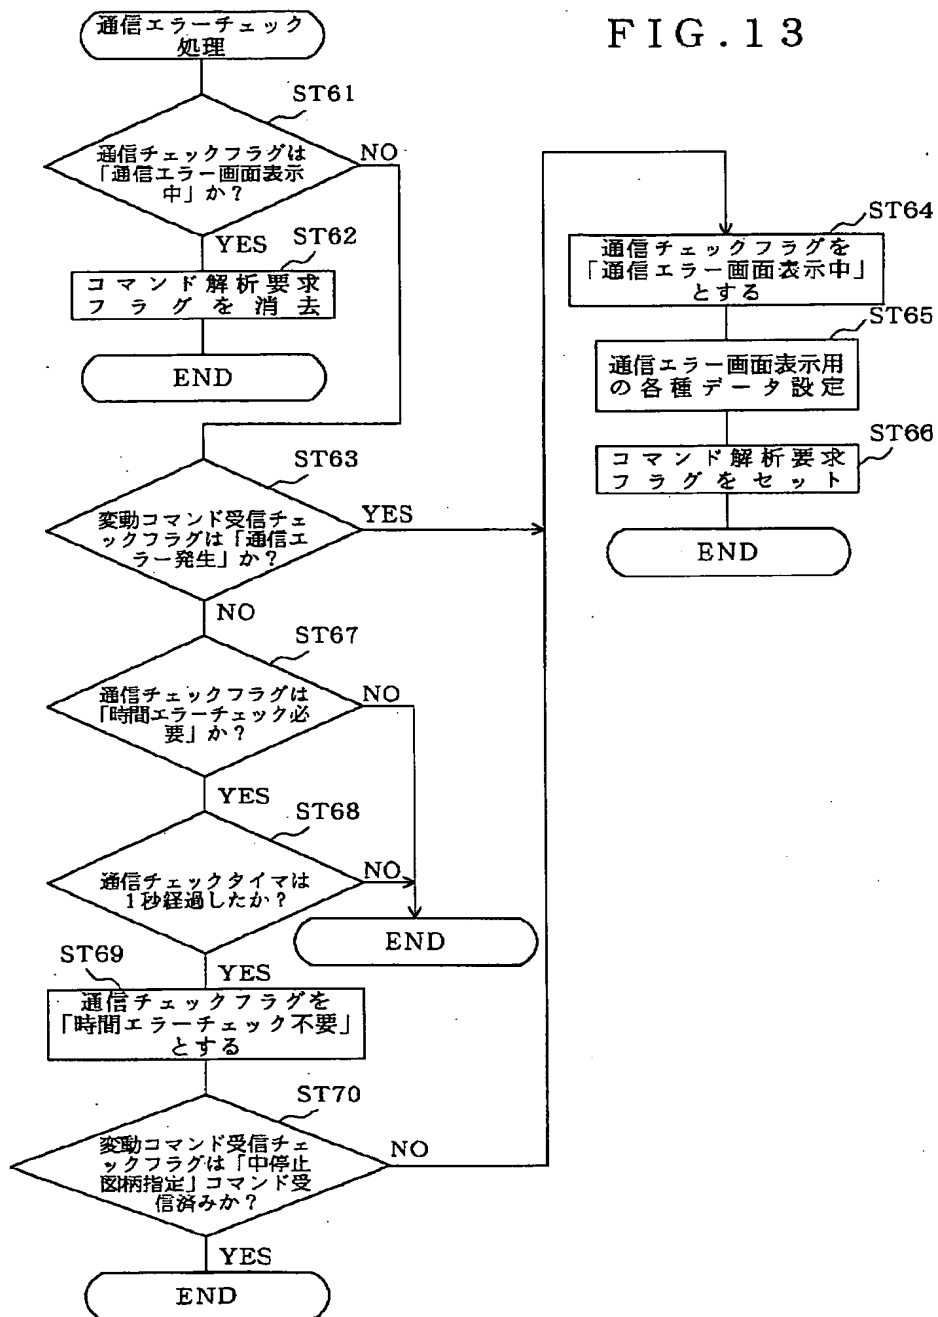 FIG.13
通信エラーチェック
処理
ST61
通信チェックフラグは
「通信エラー画面表示
中」か？
NO
YES
ST62
コマンド解析要求
フラグを消去
END
ST63
変動コマンド受信チェ
ックフラグは「通信エ
ラー発生」か？
YES
NO
ST67
通信チェックフラグは
「時間エラーチェック必
要」か？
NO
YES
ST68
通信チェックタイマは
1秒経過したか？
NO
END
YES
ST69
通信チェックフラグを
「時間エラーチェック不要」
とする
ST70
変動コマンド受信チェ
ックフラグは「中停止
図柄指定」コマンド受
信済みか？
NO
YES
END
ST64
通信チェックフラグを
「通信エラー画面表示中」
とする
ST65
通信エラー画面表示用
の各種データ設定
ST66
コマンド解析要求
フラグをセット
END